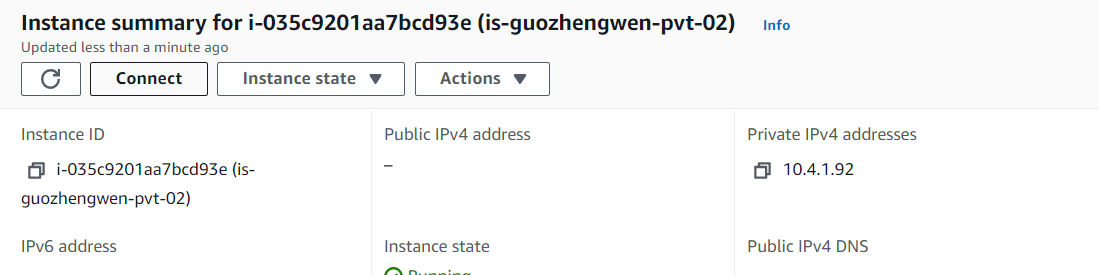 Instance summary for i-035c9201aa7bcd93e (is-guozhengwen-pvt-02) Info
Updated less than a minute ago
Connect Instance state Actions
Instance ID
i-035c9201aa7bcd93e (is-
guozhengwen-pvt-02)
Public IPv4 address
–
Private IPv4 addresses
10.4.1.92
IPv6 address
Instance state
Running
Public IPv4 DNS